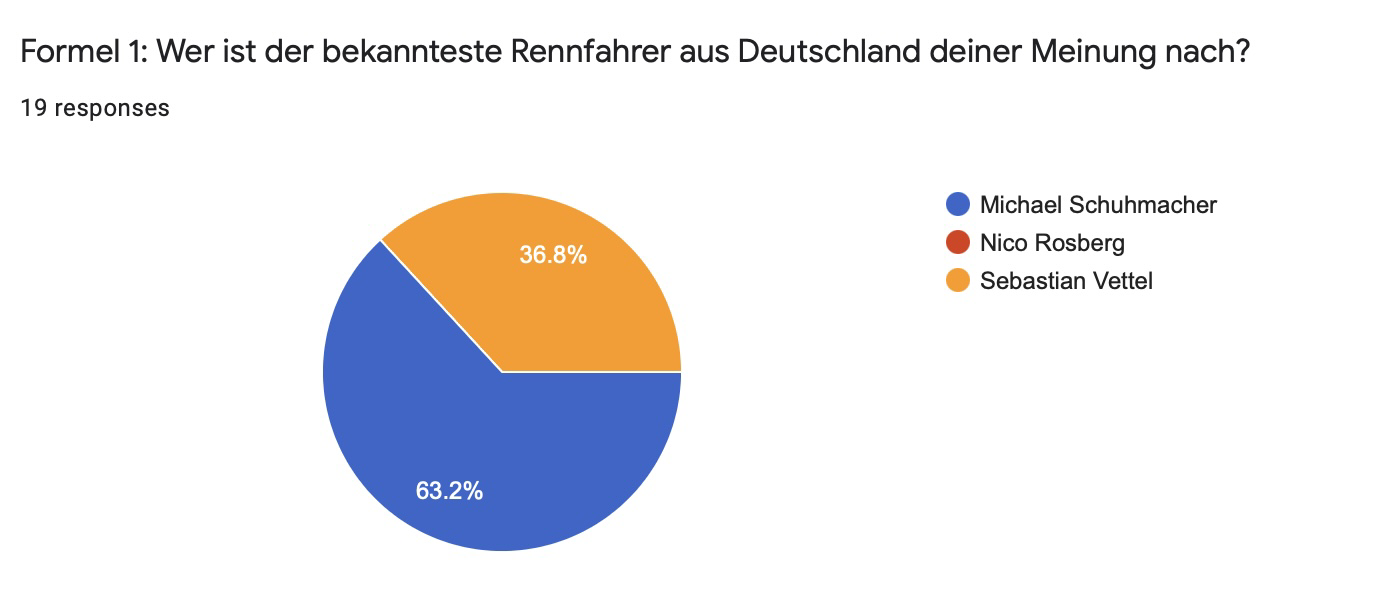 Formel 1: Wer ist der bekannteste Rennfahrer aus Deutschland deiner Meinung nach?
19 responses
Michael Schuhmacher
Nico Rosberg
Sebastian Vettel
36.8%
63.2%